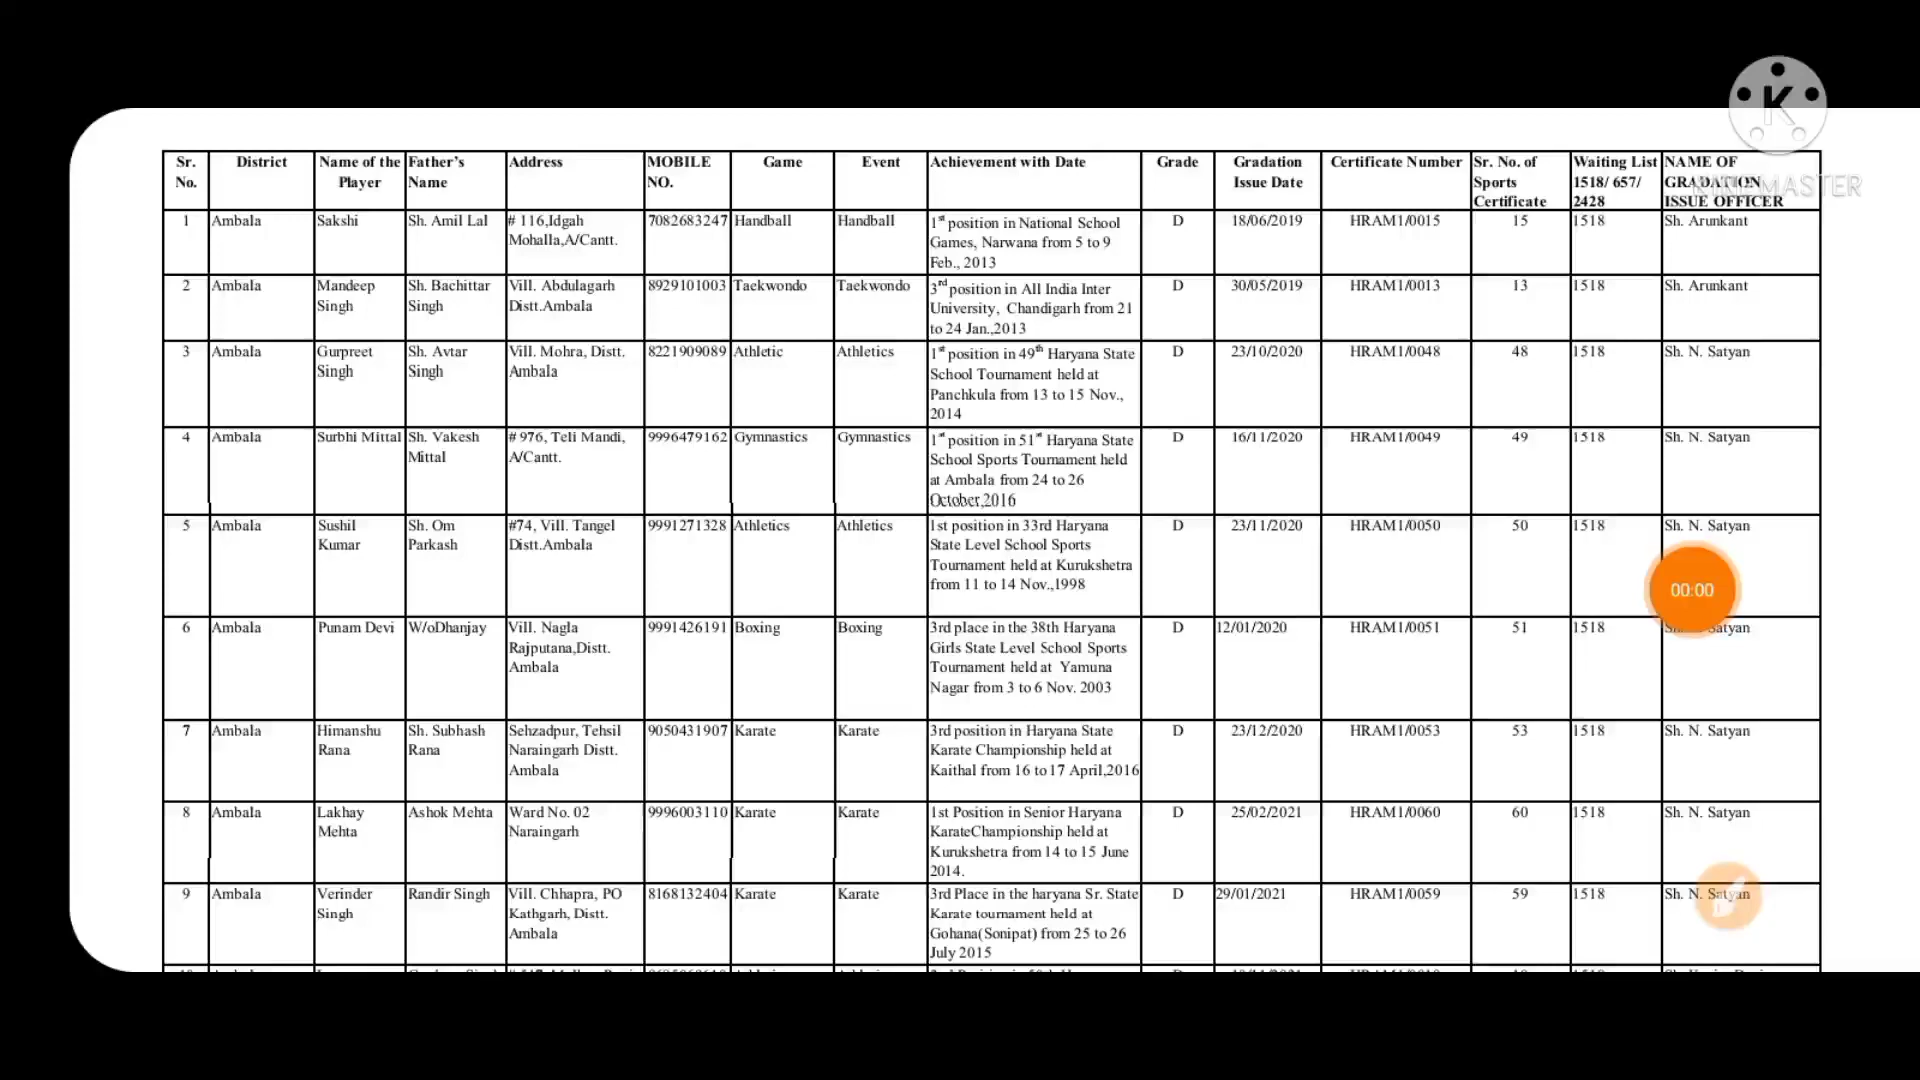 Sr. No. District Name of the Player Father's Name Address MOBILE NO. Game Event Achievement with Date Grade Gradation Issue Date Certificate Number Sr. No. of Sports Certificate Waiting List 1518/ 657/ 2428 NAME OF GRADATION ISSUE OFFICER
K
KINEMASTER
1 Ambala Sakshi Sh. Amil Lal # 116,Idgah Mohalla,A/Cantt. 7082683247 Handball Handball 1st position in National School Games, Narwana from 5 to 9 Feb., 2013 D 18/06/2019 HRAM1/0015 15 1518 Sh. Arunkant
2 Ambala Mandeep Singh Sh. Bachittar Singh Vill. Abdulagarh Distt.Ambala 8929101003 Taekwondo Taekwondo 3rd position in All India Inter University, Chandigarh from 21 to 24 Jan.,2013 D 30/05/2019 HRAM1/0013 13 1518 Sh. Arunkant
3 Ambala Gurpreet Singh Sh. Avtar Singh Vill. Mohra, Distt. Ambala 8221909089 Athletic Athletics 1st position in 49th Haryana State School Tournament held at Panchkula from 13 to 15 Nov., 2014 D 23/10/2020 HRAM1/0048 48 1518 Sh. N. Satyan
4 Ambala Surbhi Mittal Sh. Vakesh Mittal # 976, Teli Mandi, A/Cantt. 9996479162 Gymnastics Gymnastics 1st position in 51st Haryana State School Sports Tournament held at Ambala from 24 to 26 October,2016 D 16/11/2020 HRAM1/0049 49 1518 Sh. N. Satyan
5 Ambala Sushil Kumar Sh. Om Parkash #74, Vill. Tangel Distt.Ambala 9991271328 Athletics Athletics 1st position in 33rd Haryana State Level School Sports Tournament held at Kurukshetra from 11 to 14 Nov.,1998 D 23/11/2020 HRAM1/0050 50 1518 Sh. N. Satyan
00:00
6 Ambala Punam Devi W/oDhanjay Vill. Nagla Rajputana,Distt. Ambala 9991426191 Boxing Boxing 3rd place in the 38th Haryana Girls State Level School Sports Tournament held at Yamuna Nagar from 3 to 6 Nov. 2003 D 12/01/2020 HRAM1/0051 51 1518 Satyan
7 Ambala Himanshu Rana Sh. Subhash Rana Sehzadpur, Tehsil Naraingarh Distt. Ambala 9050431907 Karate Karate 3rd position in Haryana State Karate Championship held at Kaithal from 16 to 17 April,2016 D 23/12/2020 HRAM1/0053 53 1518 Sh. N. Satyan
8 Ambala Lakhay Mehta Ashok Mehta Ward No. 02 Naraingarh 9996003110 Karate Karate 1st Position in Senior Haryana KarateChampionship held at Kurukshetra from 14 to 15 June 2014. D 25/02/2021 HRAM1/0060 60 1518 Sh. N. Satyan
9 Ambala Verinder Singh Randir Singh Vill. Chhapra, PO Kathgarh, Distt. Ambala 8168132404 Karate Karate 3rd Place in the haryana Sr. State Karate tournament held at Gohana(Sonipat) from 25 to 26 July 2015 D 29/01/2021 HRAM1/0059 59 1518 Sh. N. Satyan